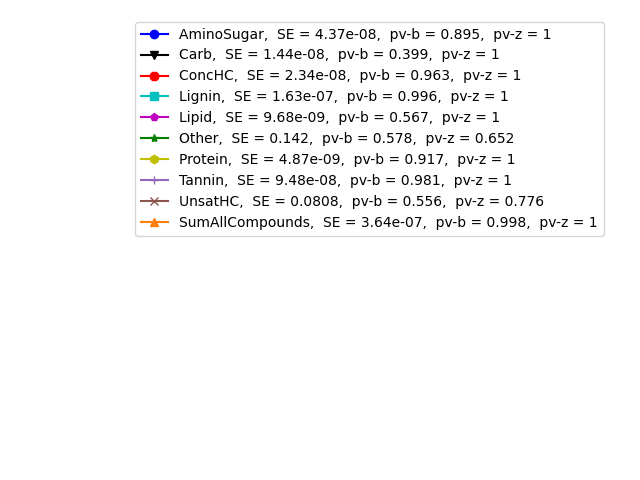 AminoSugar,  SE = 4.37e-08,  pv-b = 0.895,  pv-z = 1
Carb,  SE = 1.44e-08,  pv-b = 0.399,  pv-z = 1
ConcHC,  SE = 2.34e-08,  pv-b = 0.963,  pv-z = 1
Lignin,  SE = 1.63e-07,  pv-b = 0.996,  pv-z = 1
Lipid,  SE = 9.68e-09,  pv-b = 0.567,  pv-z = 1
Other,  SE = 0.142,  pv-b = 0.578,  pv-z = 0.652
Protein,  SE = 4.87e-09,  pv-b = 0.917,  pv-z = 1
Tannin,  SE = 9.48e-08,  pv-b = 0.981,  pv-z = 1
UnsatHC,  SE = 0.0808,  pv-b = 0.556,  pv-z = 0.776
SumAllCompounds,  SE = 3.64e-07,  pv-b = 0.998,  pv-z = 1